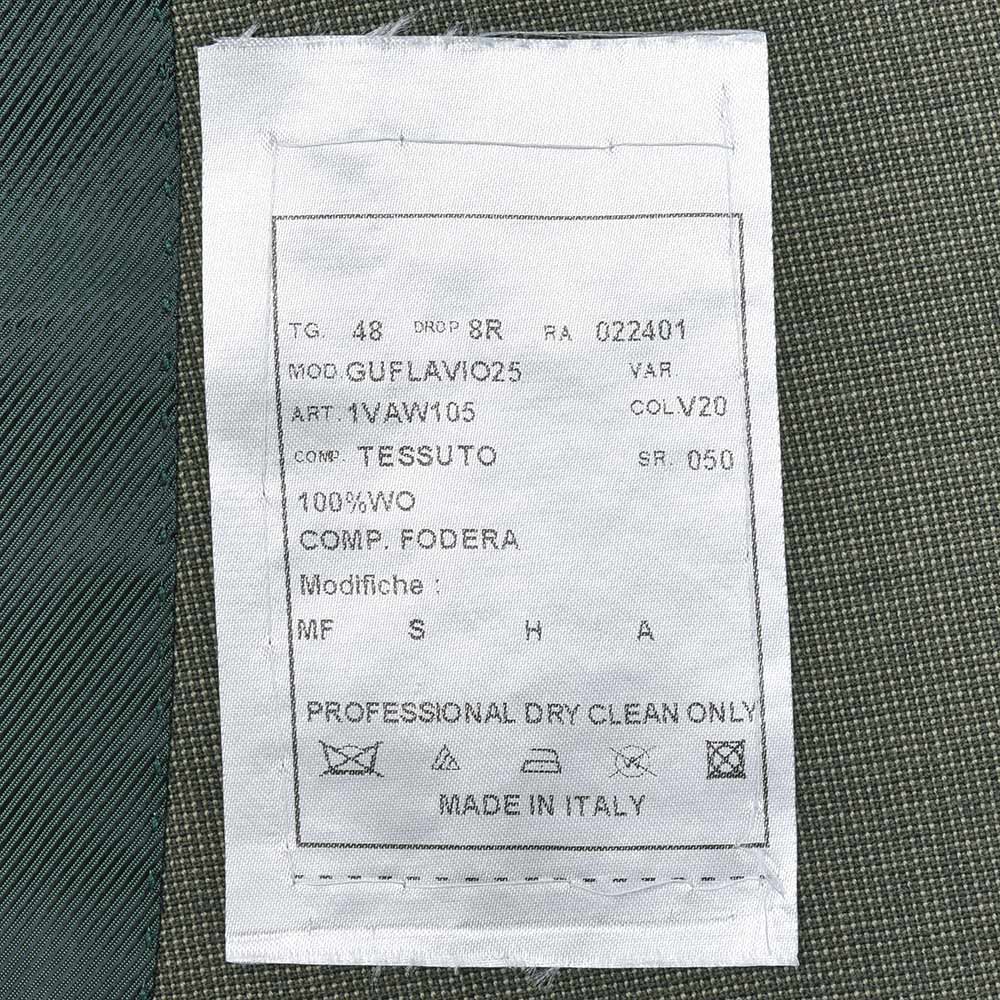 TG. 48 DROP 8R RA 022401
MOD. GUFLAVIO25 VAR
ART. 1VAW105 COL V20
COMP. TESSUTO SR. 050
100%WO
COMP. FODERA
Modifiche :
MF S H A
PROFESSIONAL DRY CLEAN ONLY
MADE IN ITALY